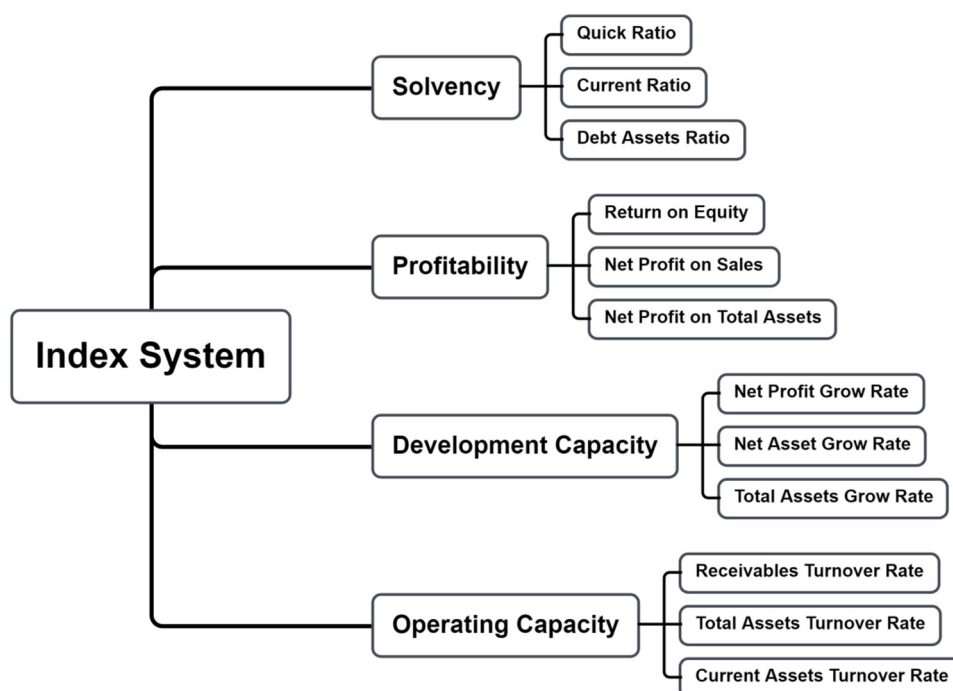 Quick Ratio
Solvency
Current Ratio
Debt Assets Ratio
Return on Equity
Profitability
Net Profit on Sales
Net Profit on Total Assets
Index System
Net Profit Grow Rate
Development Capacity
Net Asset Grow Rate
Total Assets Grow Rate
Receivables Turnover Rate
Operating Capacity
Total Assets Turnover Rate
Current Assets Turnover Rate